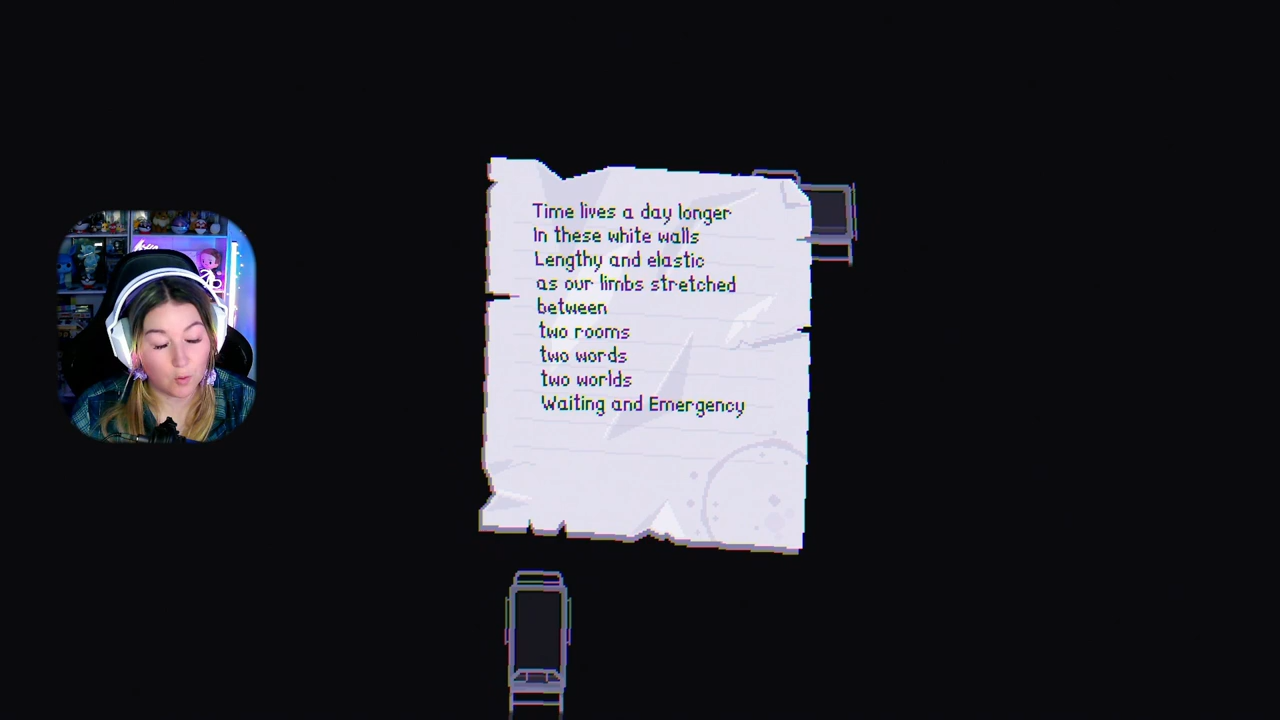 Time lives a day longer
In these white walls
Lengthy and elastic
as our limbs stretched
between
two rooms
two words
two worlds
Waiting and Emergency